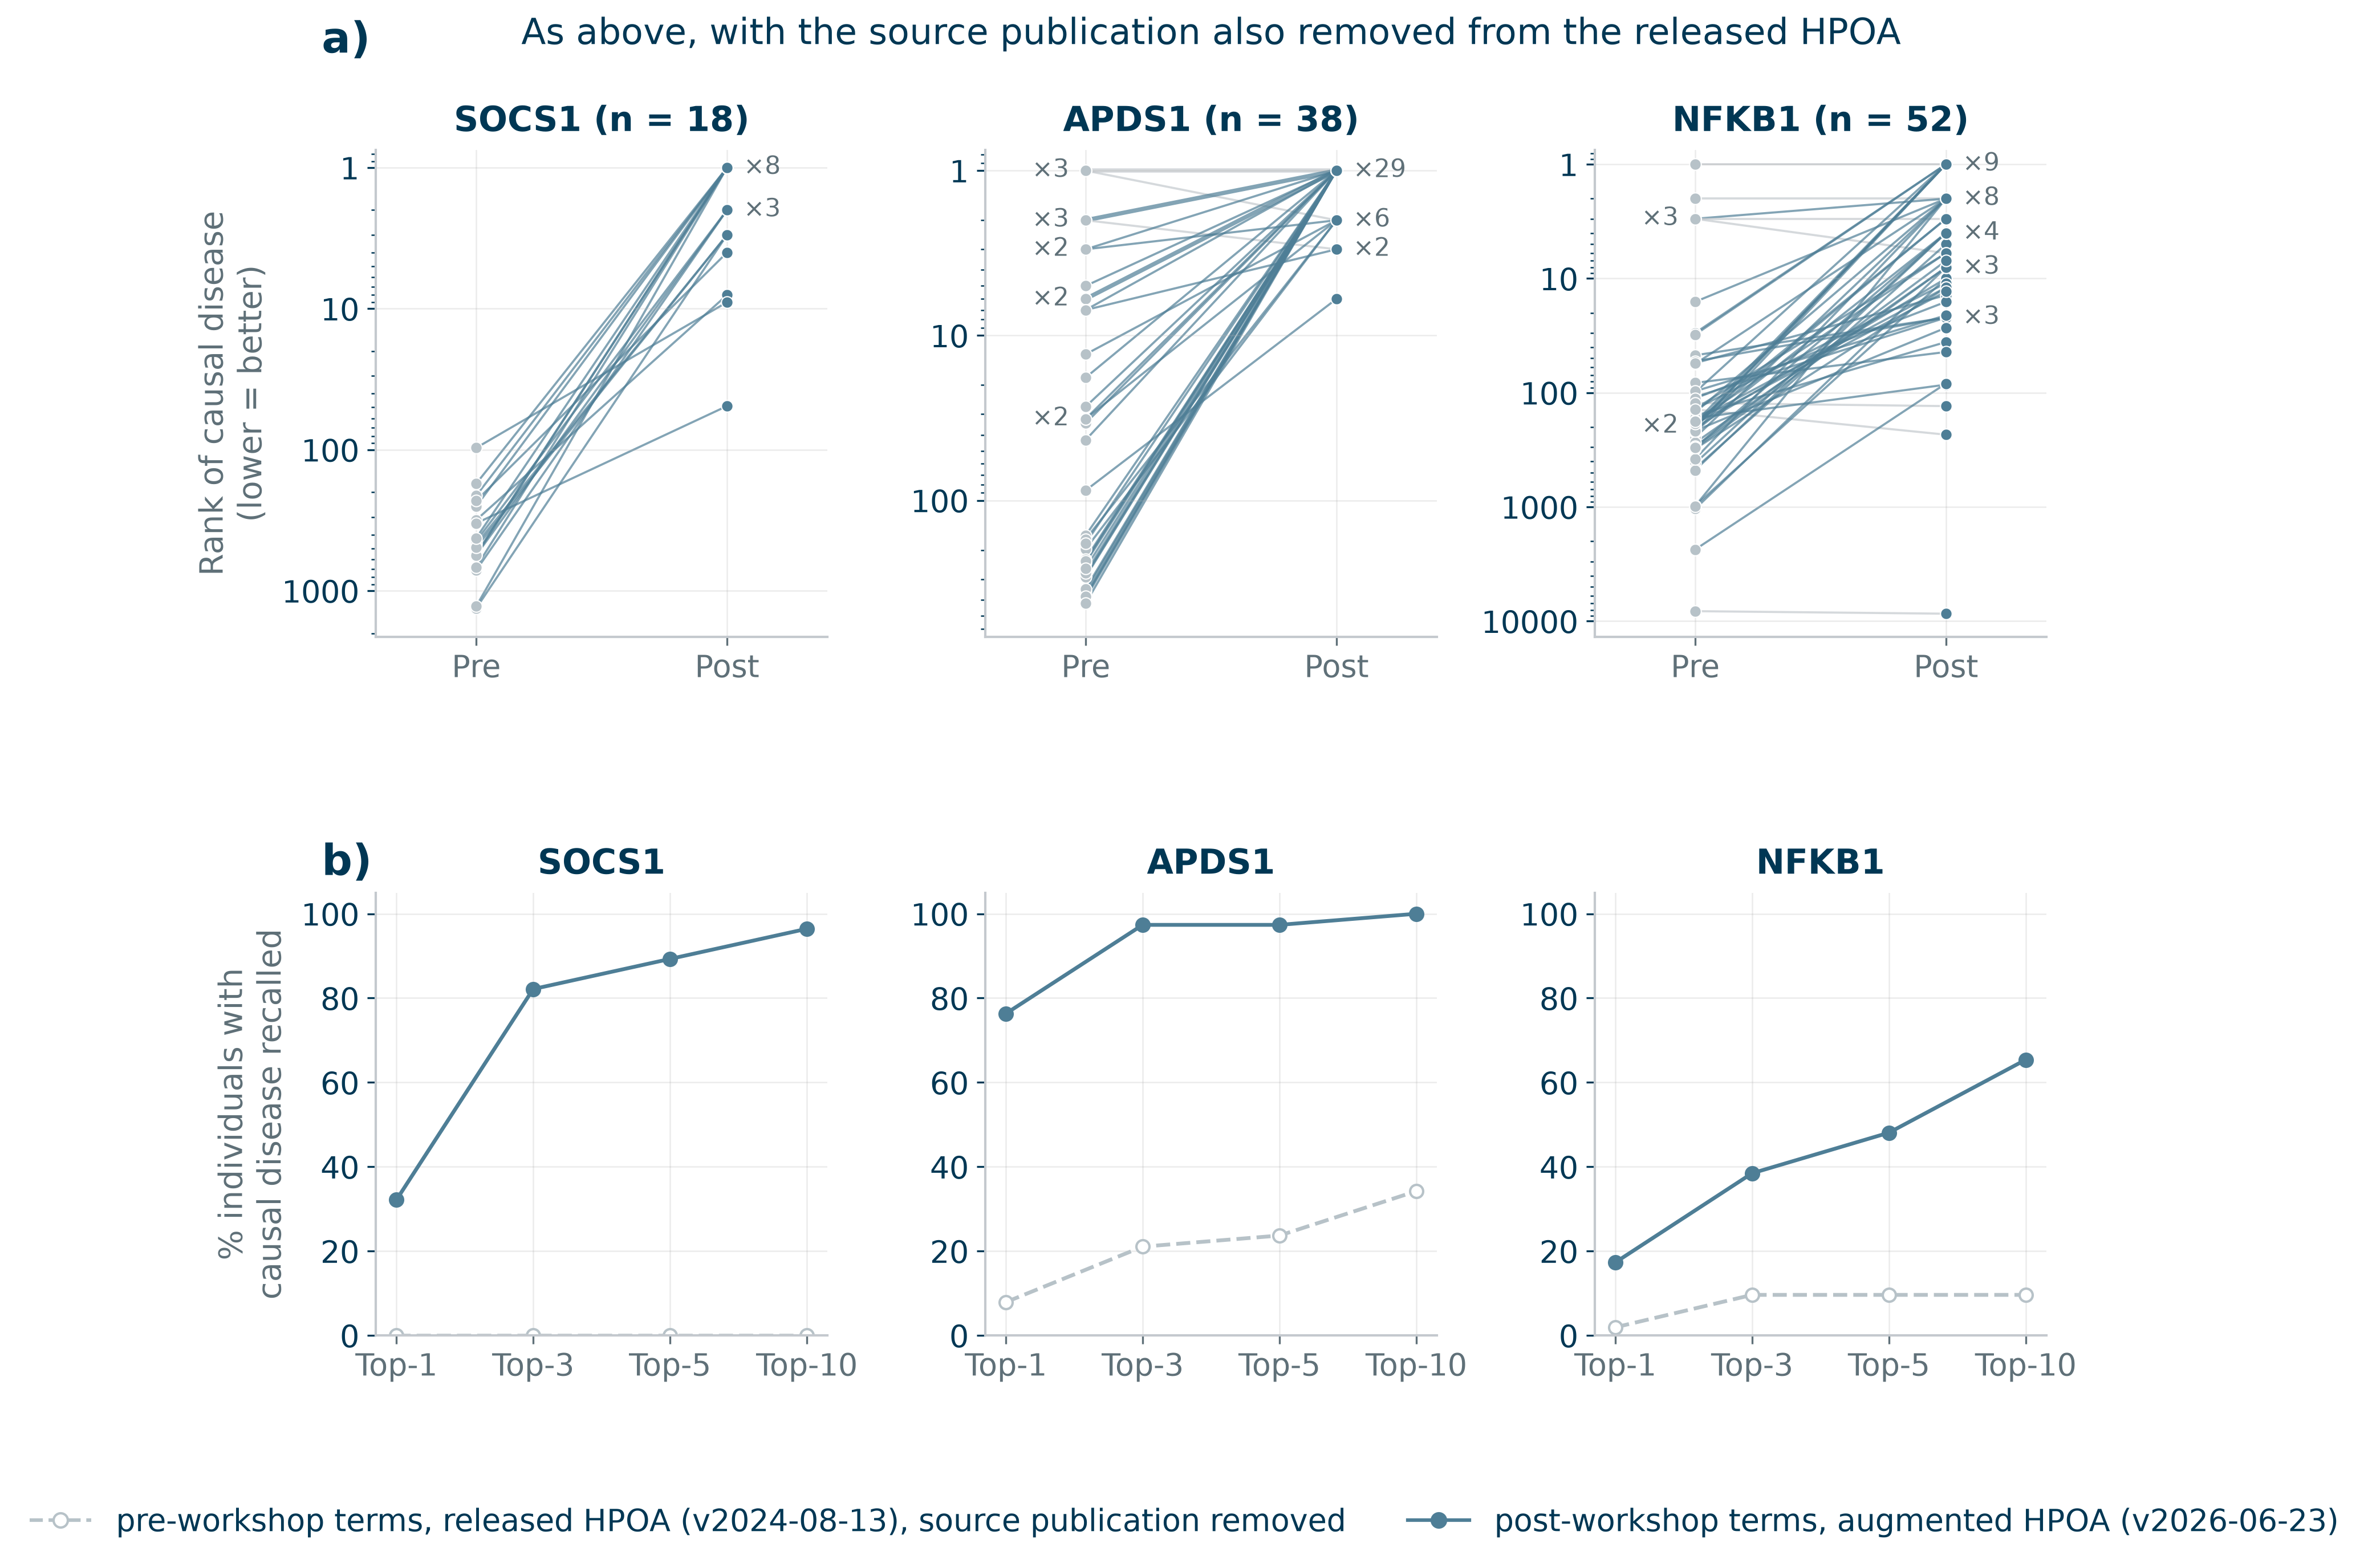 a)
As above, with the source publication also removed from the released HPOA
SOCS1 (n = 18)
APDS1 (n = 38)
NFKB1 (n = 52)
Rank of causal disease
(lower = better)
1
10
100
1000
×8
×3
Pre
Post
1
10
100
×3
×3
×2
×2
×2
×29
×6
×2
Pre
Post
1
10
100
1000
10000
×3
×2
×9
×8
×4
×3
×3
Pre
Post
b)
SOCS1
APDS1
NFKB1
% individuals with
causal disease recalled
100
80
60
40
20
0
Top-1
Top-3
Top-5
Top-10
100
80
60
40
20
0
Top-1
Top-3
Top-5
Top-10
100
80
60
40
20
0
Top-1
Top-3
Top-5
Top-10
pre-workshop terms, released HPOA (v2024-08-13), source publication removed
post-workshop terms, augmented HPOA (v2026-06-23)